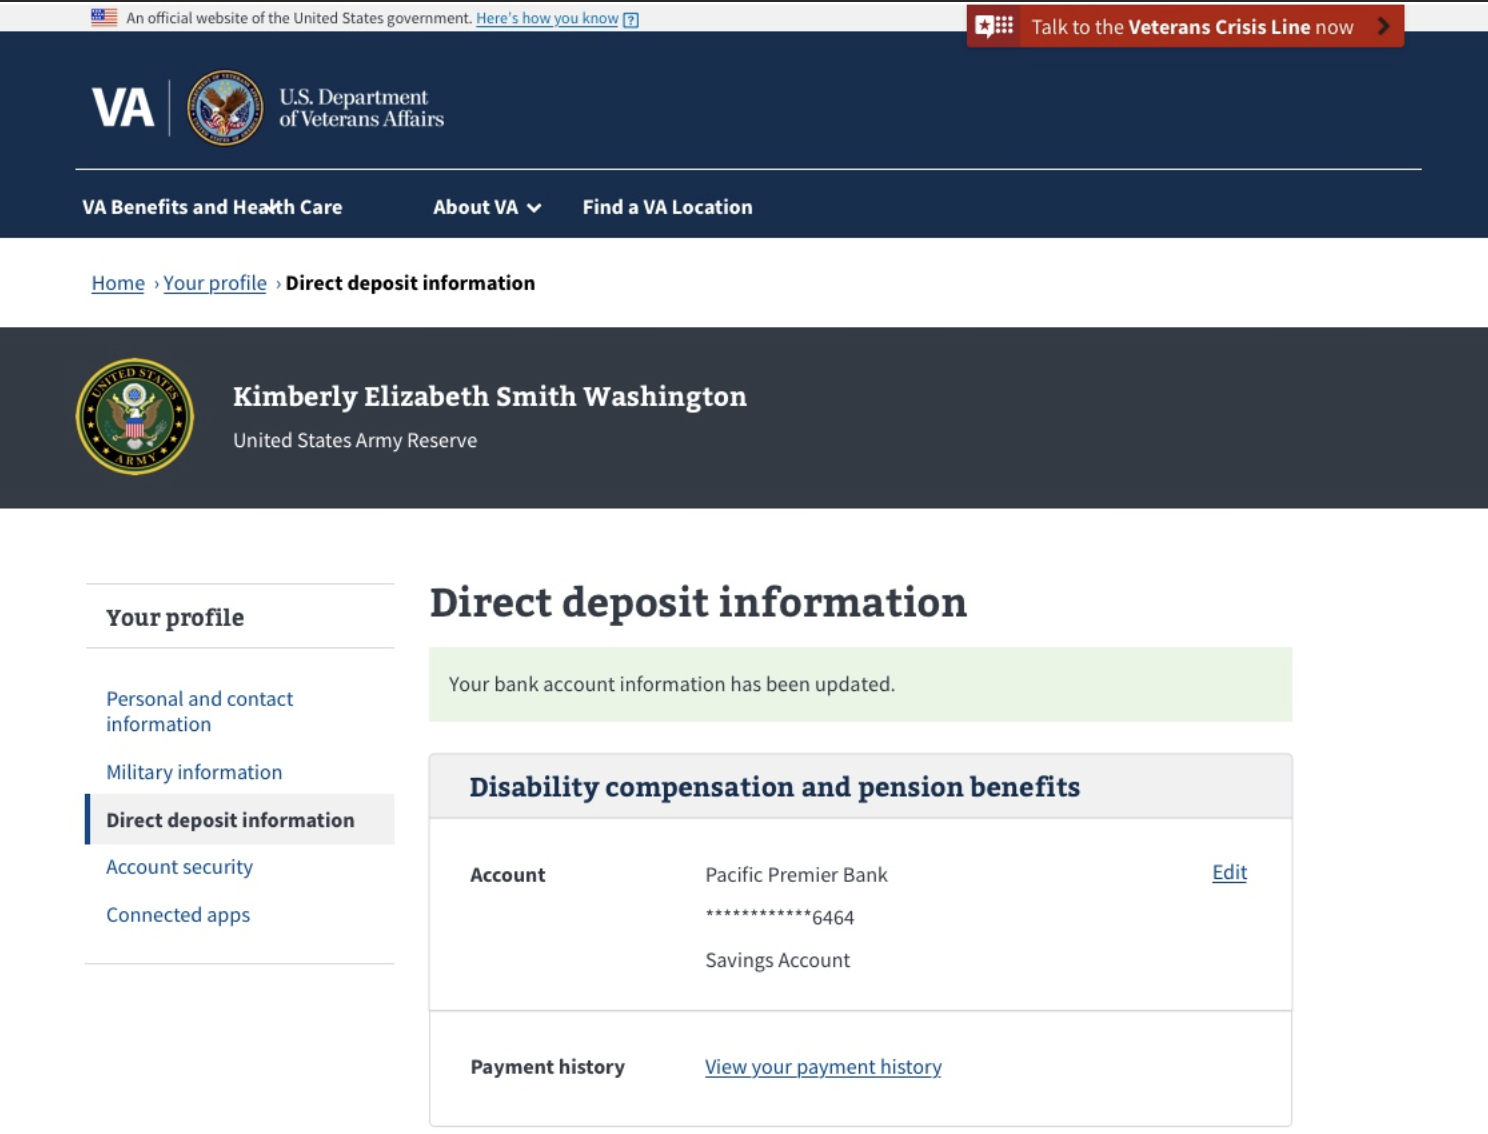 An official website of the United States government. Here's how you know
Talk to the Veterans Crisis Line now
VA
U.S. Department
of Veterans Affairs
VA Benefits and Health Care
About VA
Find a VA Location
Home › Your profile › Direct deposit information
UNITED STATES
ARMY
Kimberly Elizabeth Smith Washington
United States Army Reserve
Your profile
Personal and contact
information
Military information
Direct deposit information
Account security
Connected apps
Direct deposit information
Your bank account information has been updated.
Disability compensation and pension benefits
Account
Pacific Premier Bank
Edit
************6464
Savings Account
Payment history
View your payment history